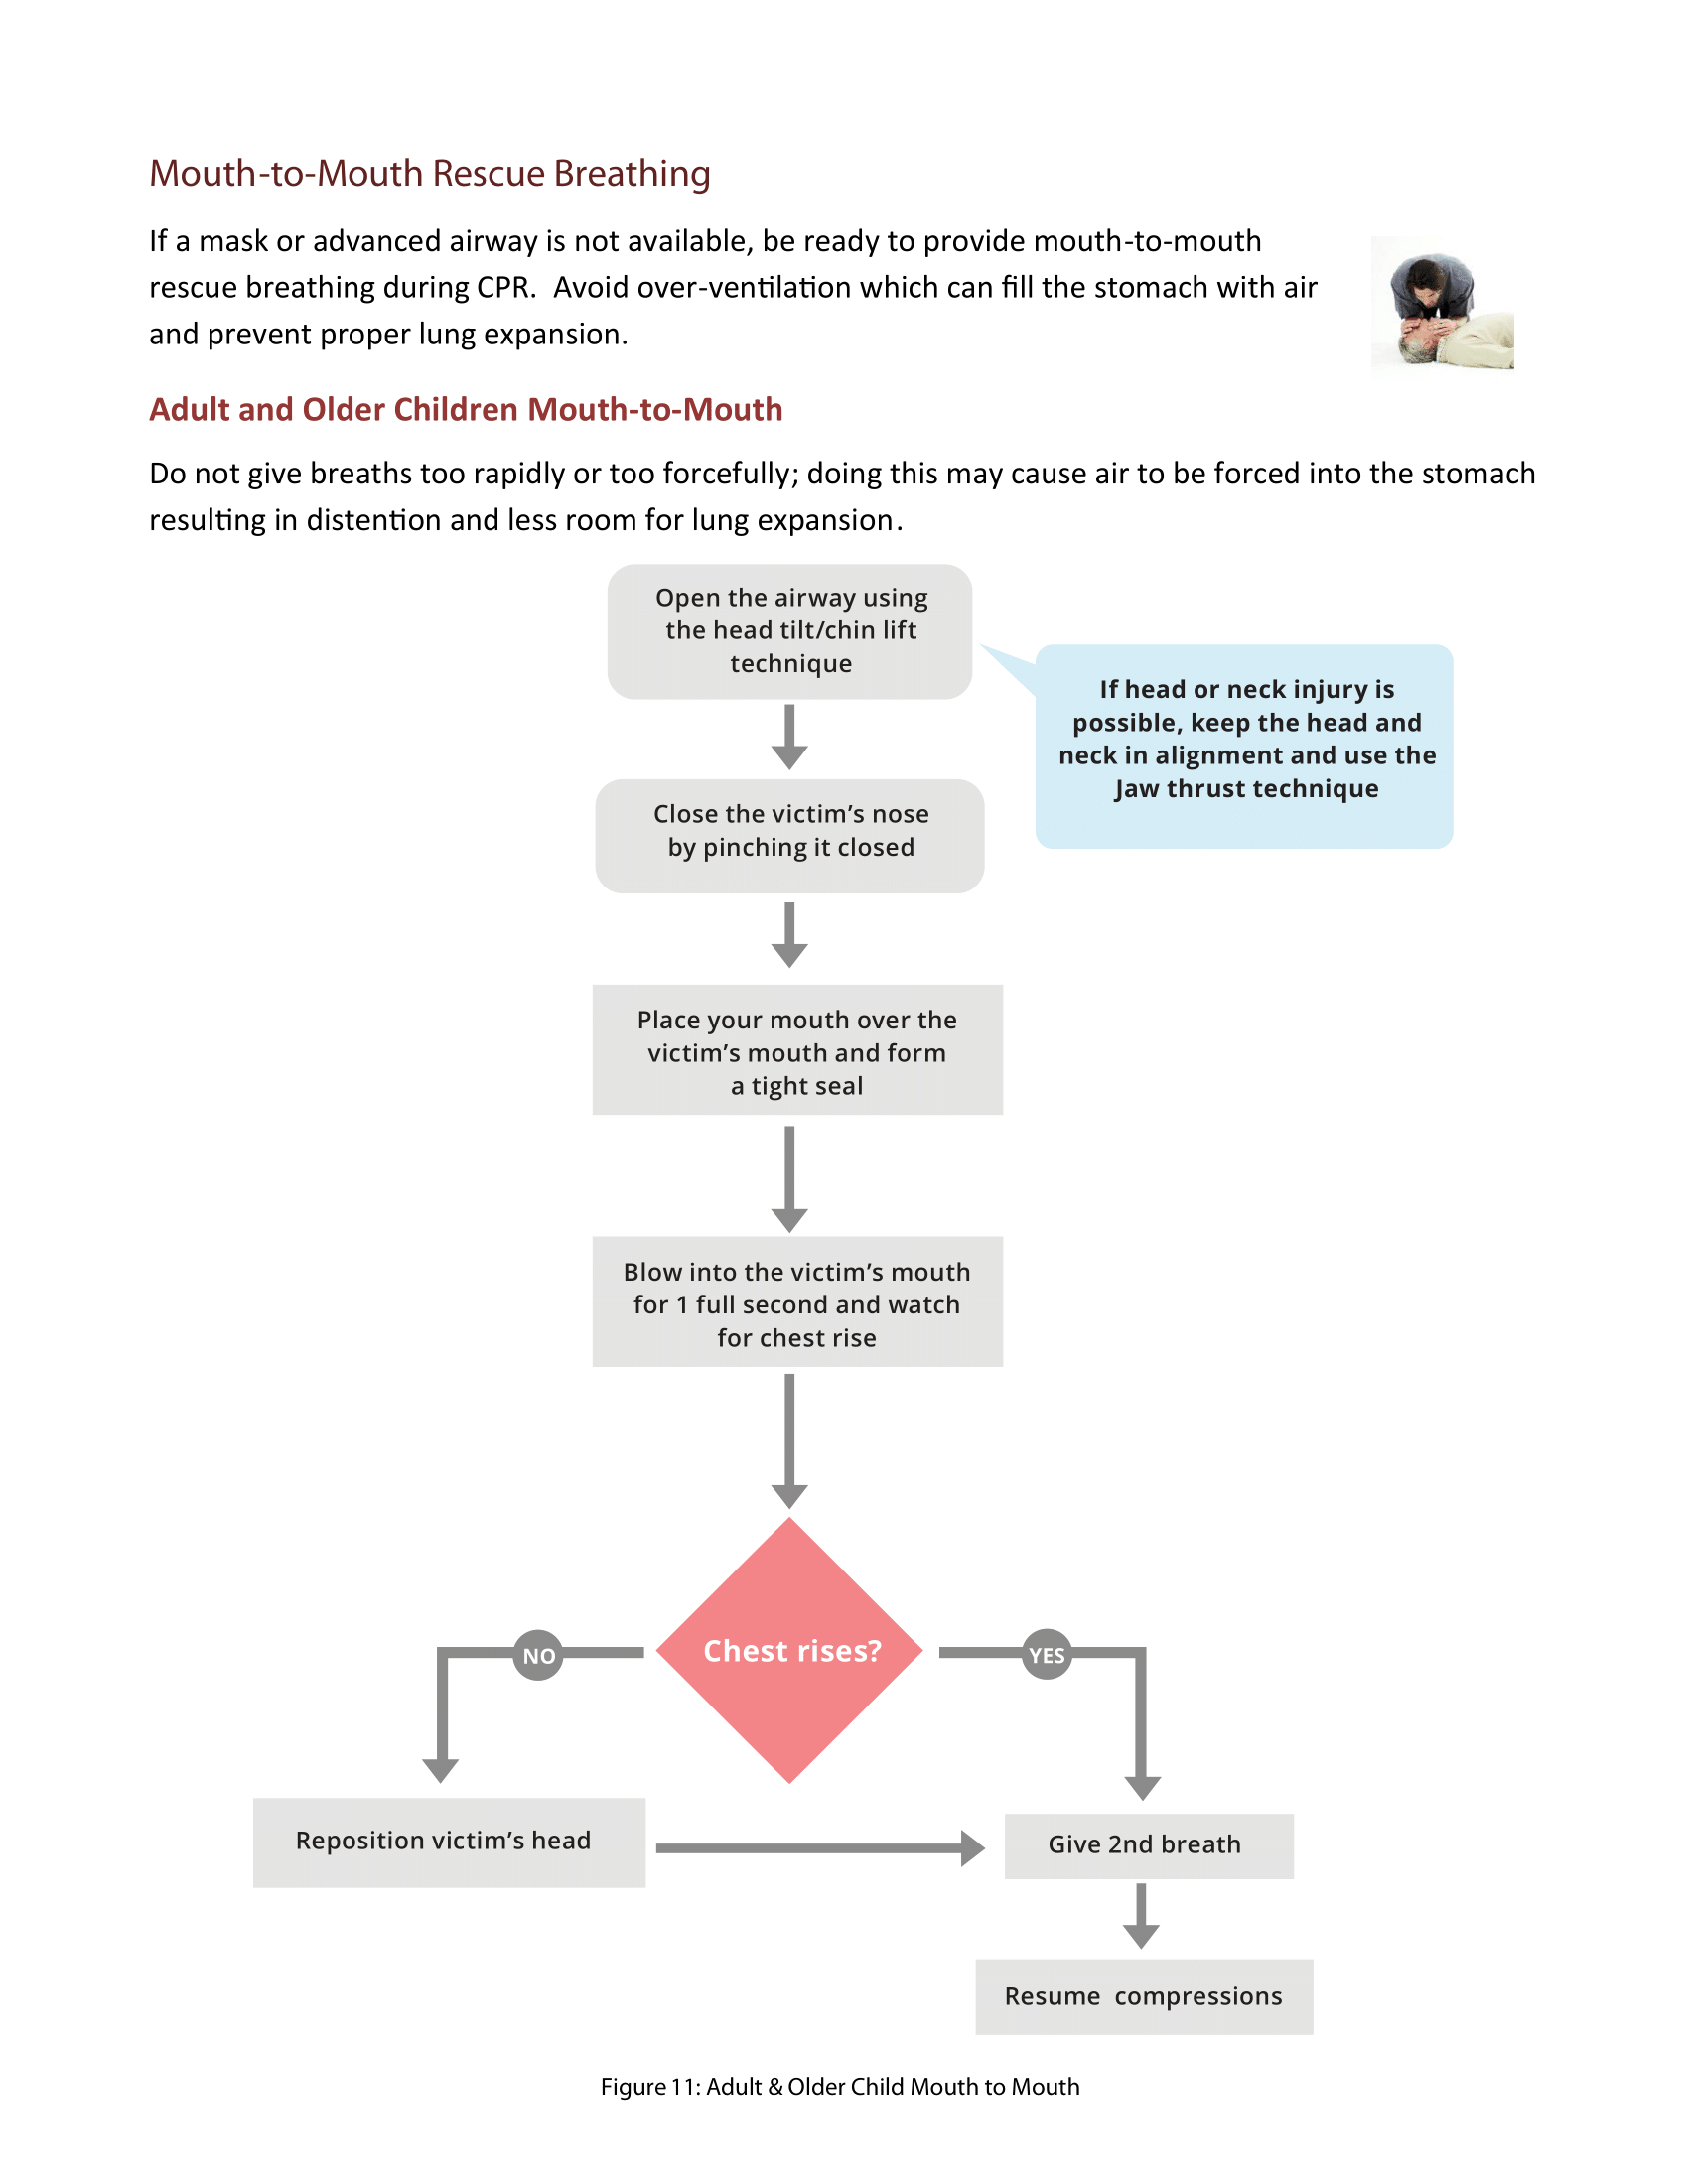 Mouth-to-Mouth Rescue Breathing
If a mask or advanced airway is not available, be ready to provide mouth-to-mouth
rescue breathing during CPR.  Avoid over-ventilation which can fill the stomach with air
and prevent proper lung expansion.
Adult and Older Children Mouth-to-Mouth
Do not give breaths too rapidly or too forcefully; doing this may cause air to be forced into the stomach
resulting in distention and less room for lung expansion.
Open the airway using
the head tilt/chin lift
technique
If head or neck injury is
possible, keep the head and
neck in alignment and use the
Jaw thrust technique
Close the victim’s nose
by pinching it closed
Place your mouth over the
victim’s mouth and form
a tight seal
Blow into the victim’s mouth
for 1 full second and watch
for chest rise
Chest rises?
NO
YES
Reposition victim’s head
Give 2nd breath
Resume  compressions
Figure 11: Adult & Older Child Mouth to Mouth